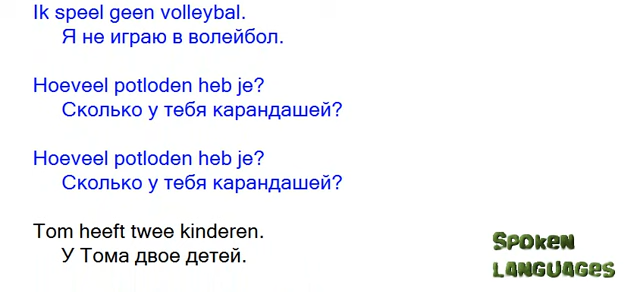 Ik speel geen volleybal.
Я не играю в волейбол.
Hoeveel potloden heb je?
Сколько у тебя карандашей?
Hoeveel potloden heb je?
Сколько у тебя карандашей?
Tom heeft twee kinderen.
У Тома двое детей.
Spoken
Languages